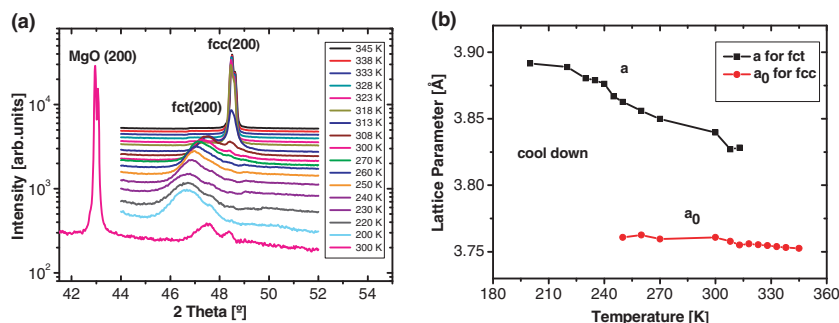 (a)
MgO (200)
fcc(200)
fct(200)
345 K
338 K
333 K
328 K
323 K
318 K
313 K
308 K
300 K
270 K
260 K
250 K
240 K
230 K
220 K
200 K
300 K
Intensity [arb.units]
10^4
10^3
10^2
42 44 46 48 50 52 54
2 Theta [º]
(b)
a
a for fct
a0 for fcc
cool down
a0
Lattice Parameter [Å]
3.90
3.85
3.80
3.75
180 210 240 270 300 330 360
Temperature [K]